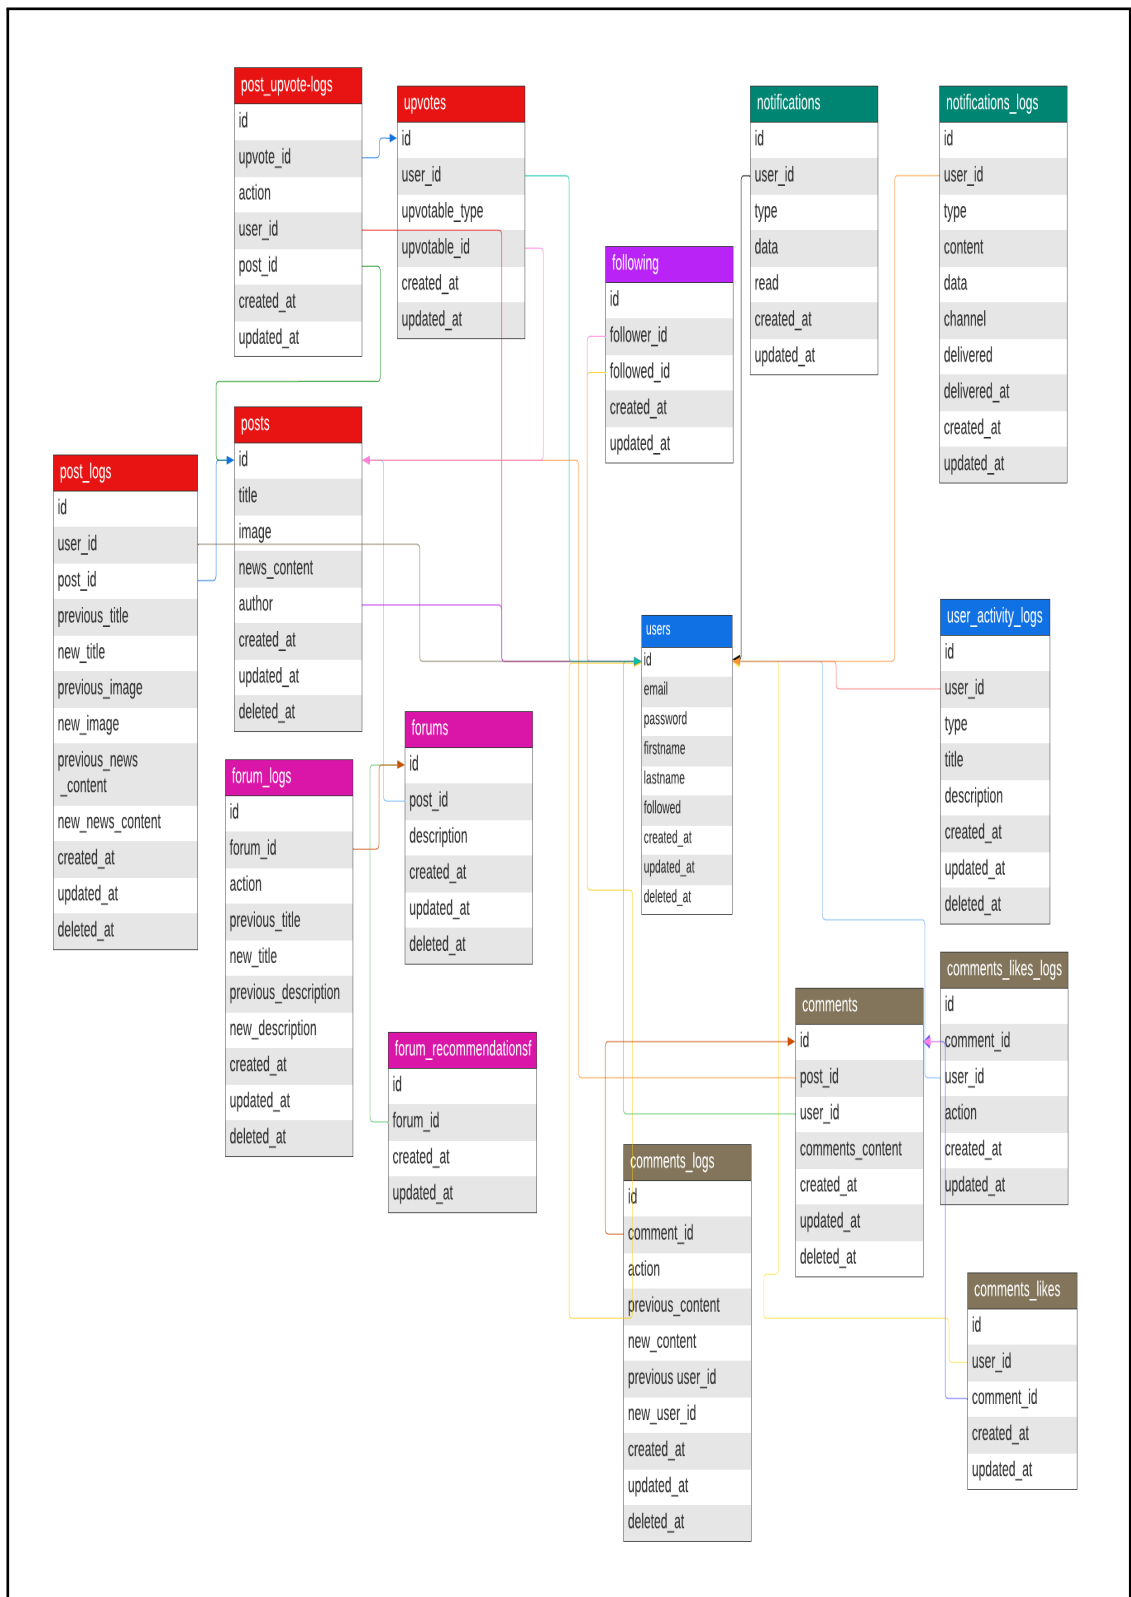 post_upvote-logs
id
upvote_id
action
user_id
post_id
created_at
updated_at
upvotes
id
user_id
upvotable_type
upvotable_id
created_at
updated_at
notifications
id
user_id
type
data
read
created_at
updated_at
notifications_logs
id
user_id
type
content
data
channel
delivered
delivered_at
created_at
updated_at
following
id
follower_id
followed_id
created_at
updated_at
posts
id
title
image
news_content
author
created_at
updated_at
deleted_at
post_logs
id
user_id
post_id
previous_title
new_title
previous_image
new_image
previous_news
_content
new_news_content
created_at
updated_at
deleted_at
users
id
email
password
firstname
lastname
followed
created_at
updated_at
deleted_at
user_activity_logs
id
user_id
type
title
description
created_at
updated_at
deleted_at
forums
id
post_id
description
created_at
updated_at
deleted_at
forum_logs
id
forum_id
action
previous_title
new_title
previous_description
new_description
created_at
updated_at
deleted_at
forum_recommendationsf
id
forum_id
created_at
updated_at
comments
id
post_id
user_id
comments_content
created_at
updated_at
deleted_at
comments_likes_logs
id
comment_id
user_id
action
created_at
updated_at
comments_logs
id
comment_id
action
previous_content
new_content
previous user_id
new_user_id
created_at
updated_at
deleted_at
comments_likes
id
user_id
comment_id
created_at
updated_at